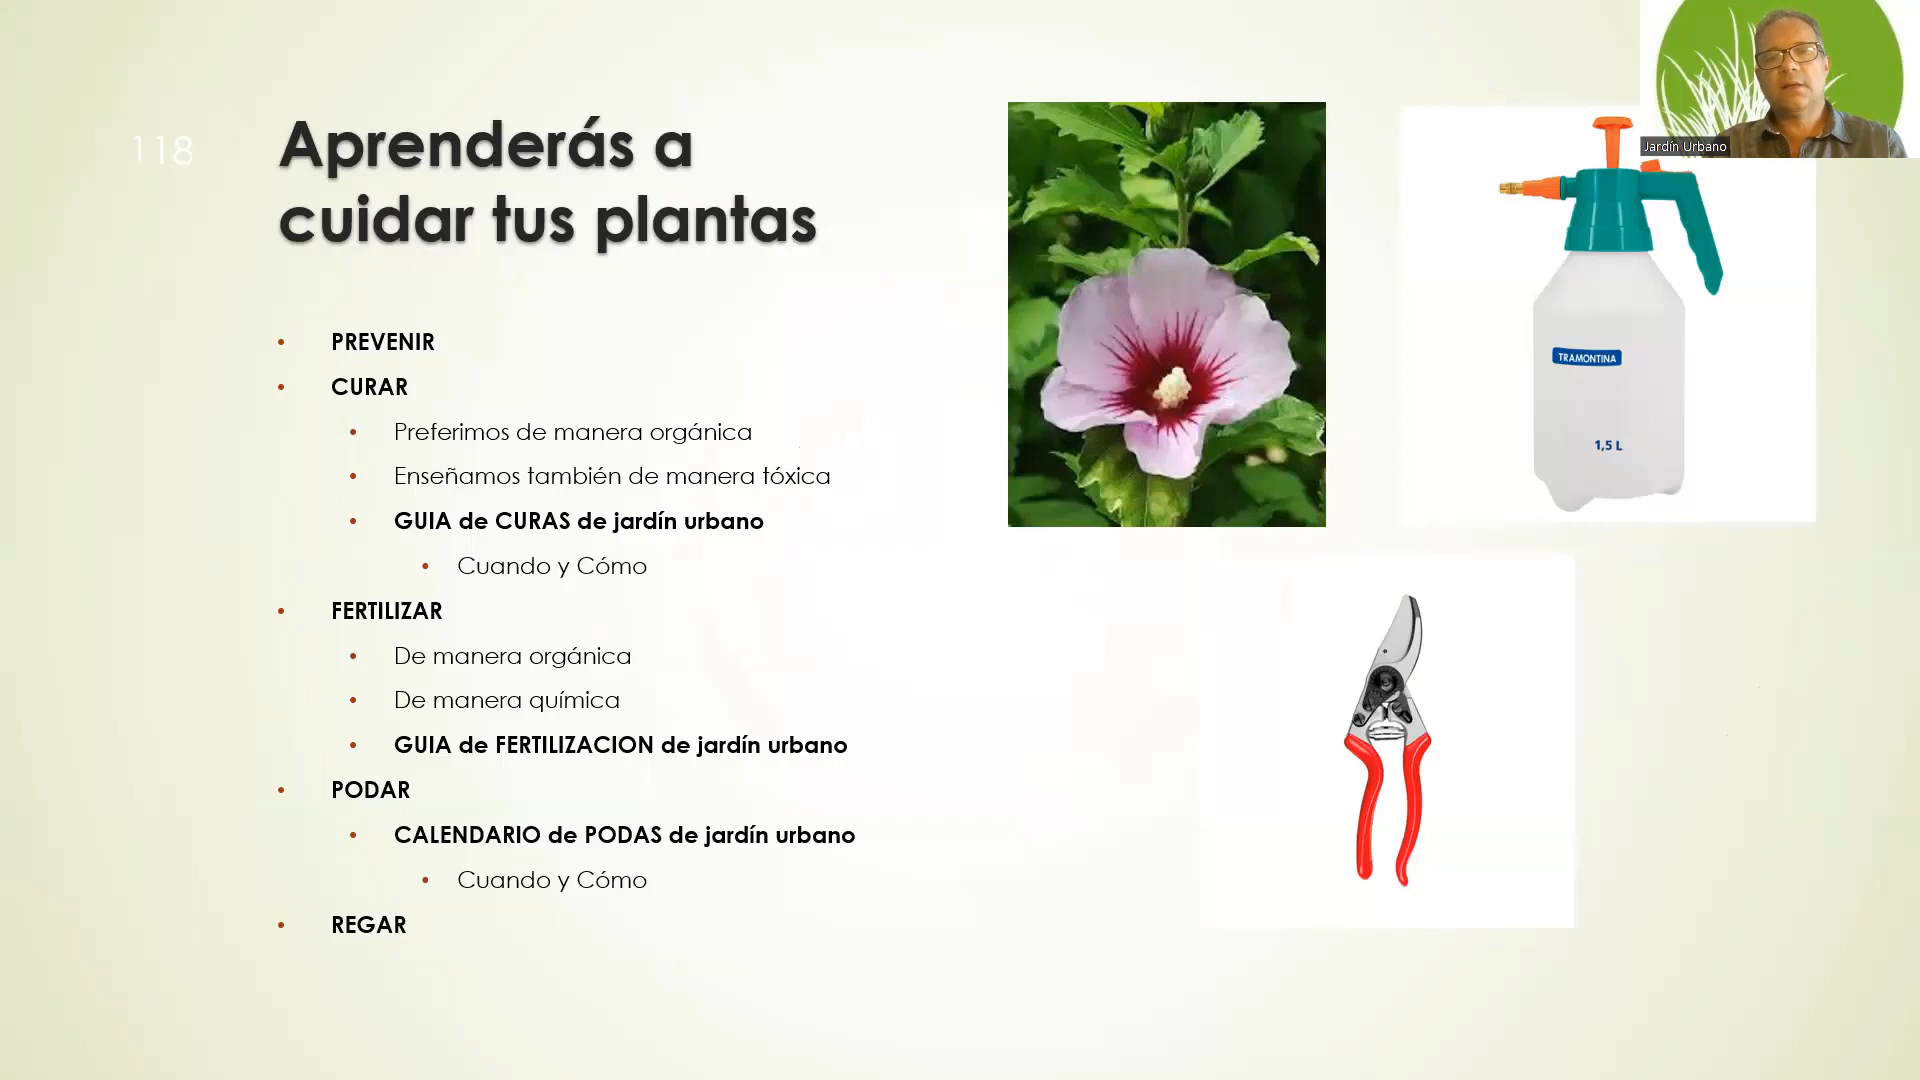 118
Aprenderás a
cuidar tus plantas
• PREVENIR
• CURAR
• Preferimos de manera orgánica
• Enseñamos también de manera tóxica
• GUIA de CURAS de jardín urbano
• Cuando y Cómo
• FERTILIZAR
• De manera orgánica
• De manera química
• GUIA de FERTILIZACION de jardín urbano
• PODAR
• CALENDARIO de PODAS de jardín urbano
• Cuando y Cómo
• REGAR
TRAMONTINA
1,5 L
Jardín Urbano